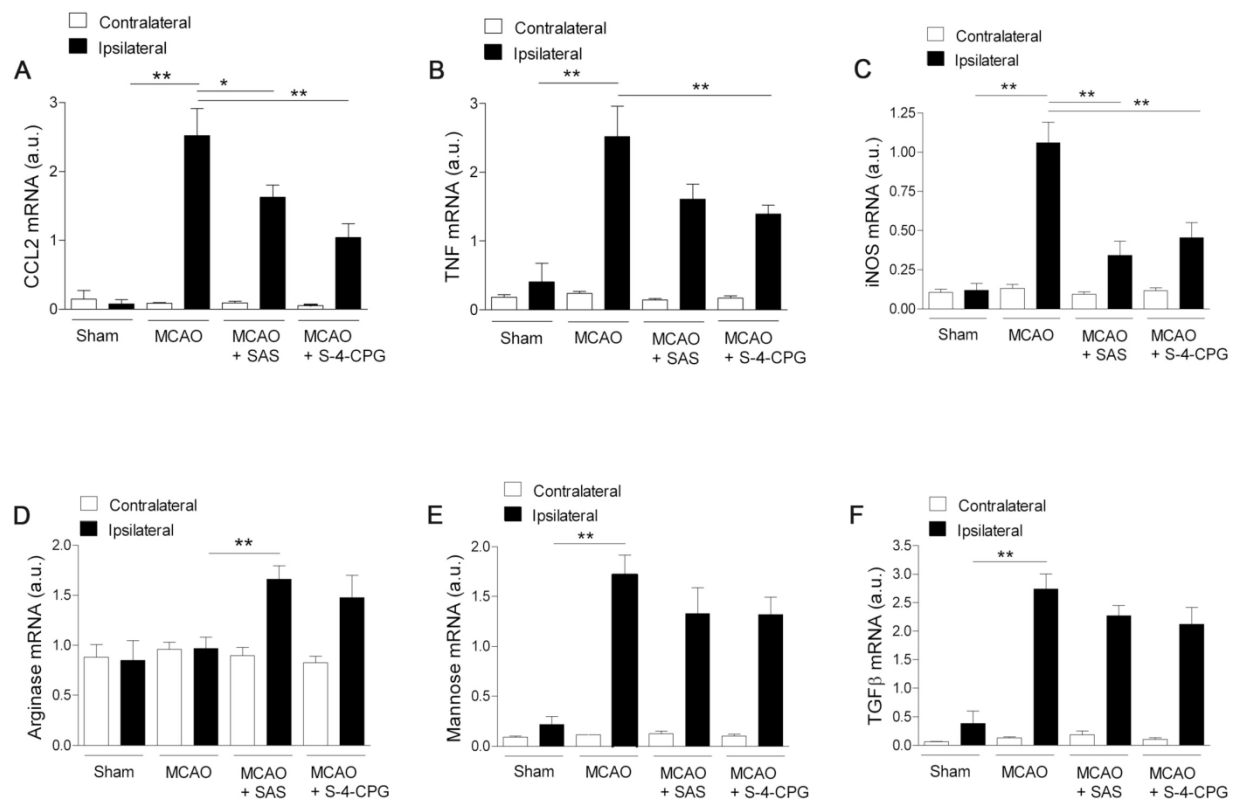 Contralateral
Ipsilateral
A
**
*
**
CCL2 mRNA (a.u.)
3
2
1
0
Sham
MCAO
MCAO
+ SAS
MCAO
+ S-4-CPG
Contralateral
Ipsilateral
B
**
**
TNF mRNA (a.u.)
3
2
1
0
Sham
MCAO
MCAO
+ SAS
MCAO
+ S-4-CPG
Contralateral
Ipsilateral
C
**
**
**
iNOS mRNA (a.u.)
1.25
1.00
0.75
0.50
0.25
0.00
Sham
MCAO
MCAO
+ SAS
MCAO
+ S-4-CPG
Contralateral
Ipsilateral
D
**
Arginase mRNA (a.u.)
2.0
1.5
1.0
0.5
0.0
Sham
MCAO
MCAO
+ SAS
MCAO
+ S-4-CPG
Contralateral
Ipsilateral
E
**
Mannose mRNA (a.u.)
2.0
1.5
1.0
0.5
0.0
Sham
MCAO
MCAO
+ SAS
MCAO
+ S-4-CPG
Contralateral
Ipsilateral
F
**
TGFβ mRNA (a.u.)
3.5
3.0
2.5
2.0
1.5
1.0
0.5
0.0
Sham
MCAO
MCAO
+ SAS
MCAO
+ S-4-CPG